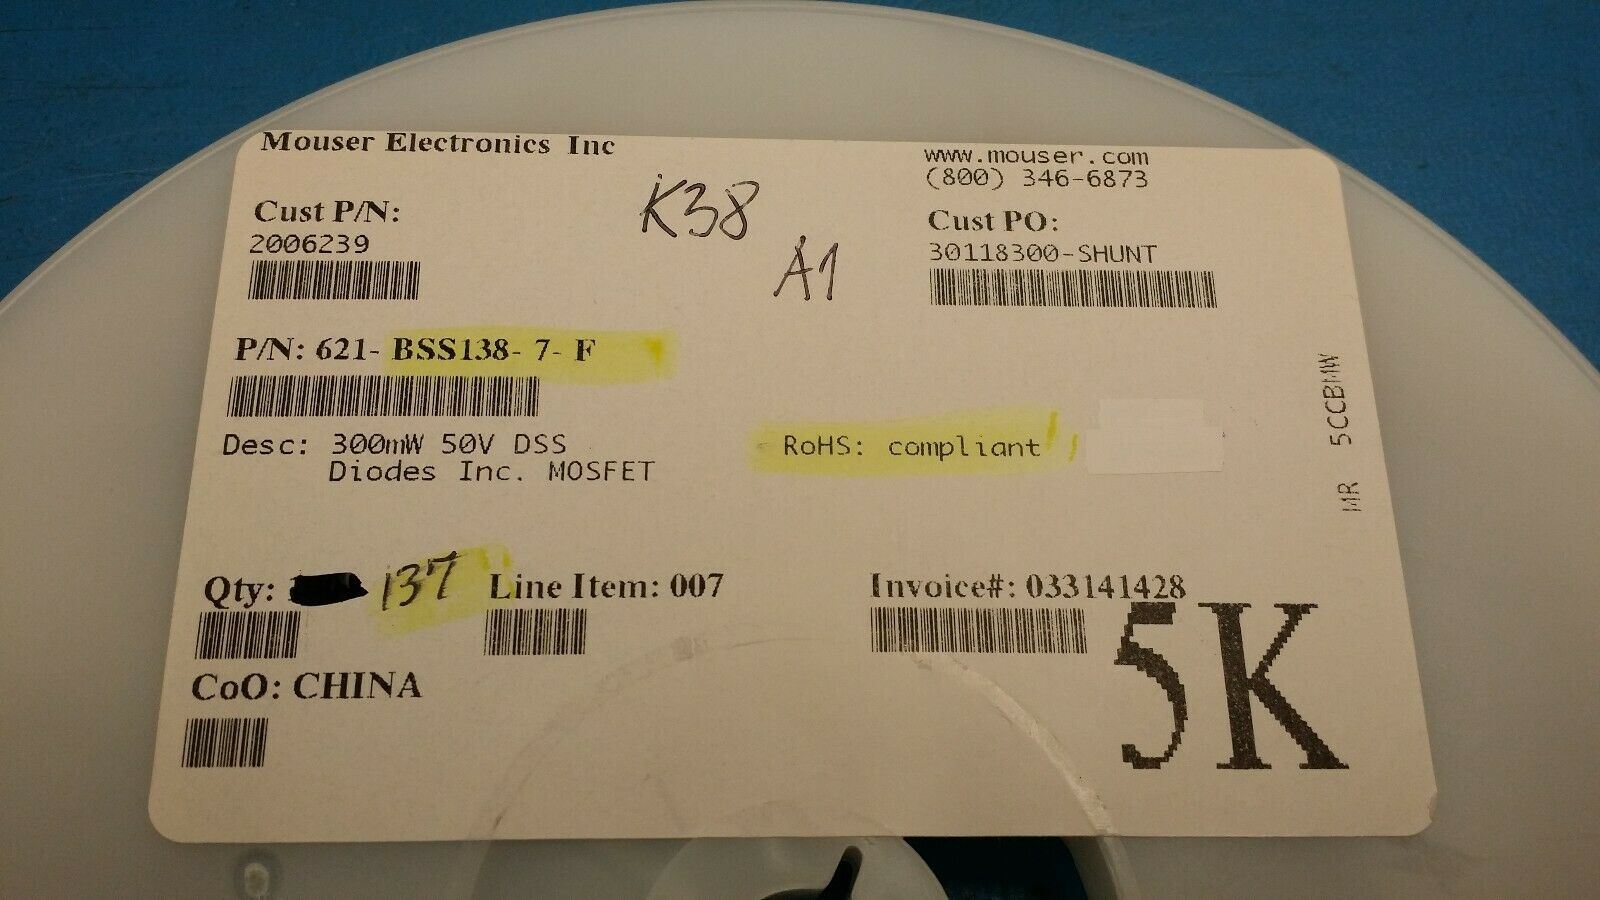 Mouser Electronics Inc
www.mouser.com
(800) 346-6873
K38
A1
Cust P/N:
2006239
Cust PO:
30118300-SHUNT
P/N: 621- BSS138- 7- F
Desc: 300mW 50V DSS
Diodes Inc. MOSFET
RoHS: compliant
MR 5CCBMW
Qty: 137
Line Item: 007
Invoice#: 033141428
CoO: CHINA
5K